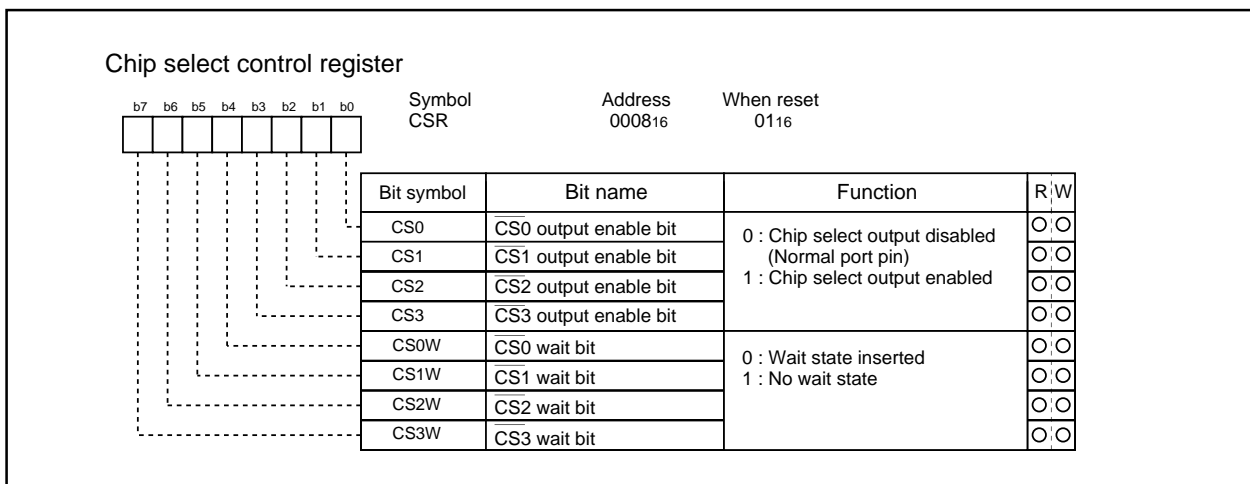 Chip select control register
b7 b6 b5 b4 b3 b2 b1 b0
Symbol Address When reset
CSR 000816 0116
Bit symbol Bit name Function R W
CS0 CS0 output enable bit
CS1 CS1 output enable bit
CS2 CS2 output enable bit
CS3 CS3 output enable bit
0 : Chip select output disabled
(Normal port pin)
1 : Chip select output enabled
CS0W CS0 wait bit
CS1W CS1 wait bit
CS2W CS2 wait bit
CS3W CS3 wait bit
0 : Wait state inserted
1 : No wait state